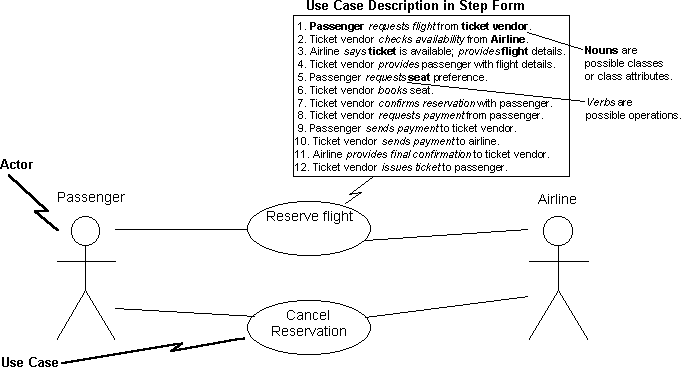 Use Case Description in Step Form
1. Passenger requests flight from ticket vendor.
2. Ticket vendor checks availability from Airline.
3. Airline says ticket is available; provides flight details.
4. Ticket vendor provides passenger with flight details.
5. Passenger requests seat preference.
6. Ticket vendor books seat.
7. Ticket vendor confirms reservation with passenger.
8. Ticket vendor requests payment from passenger.
9. Passenger sends payment to ticket vendor.
10. Ticket vendor sends payment to airline.
11. Airline provides final confirmation to ticket vendor.
12. Ticket vendor issues ticket to passenger.
Nouns are
possible classes
or class attributes.
Verbs are
possible operations.
Actor
Passenger
Airline
Reserve flight
Cancel
Reservation
Use Case